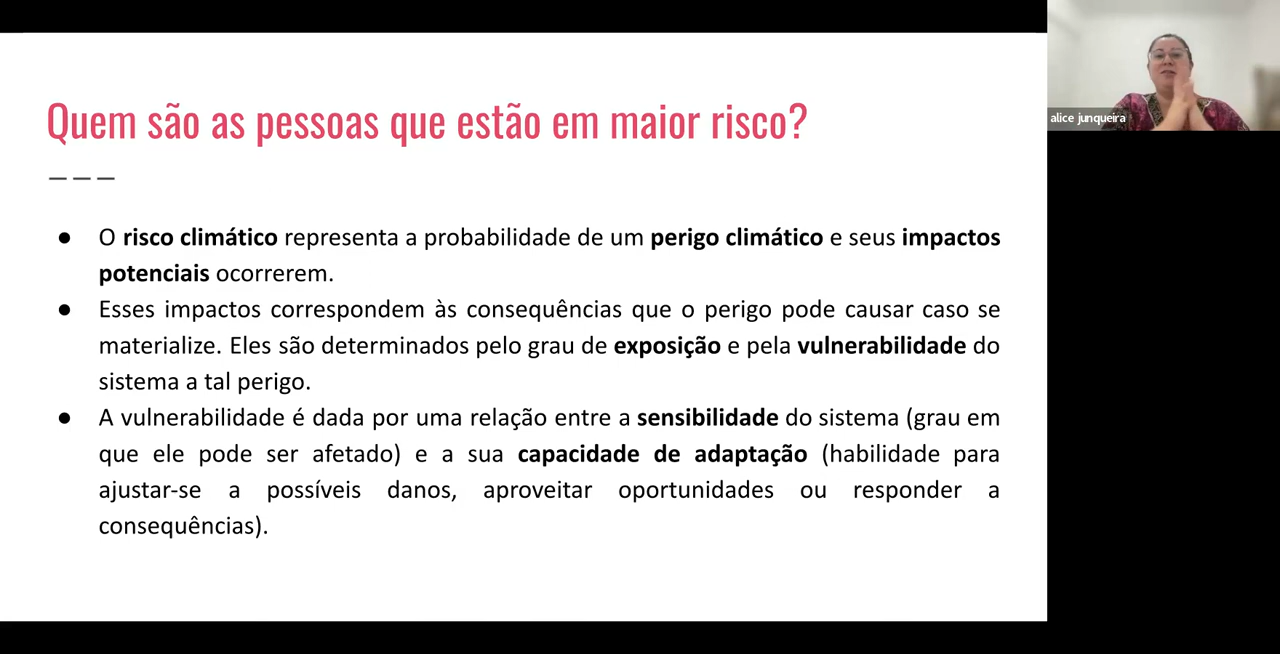 Quem são as pessoas que estão em maior risco?
● O risco climático representa a probabilidade de um perigo climático e seus impactos
potenciais ocorrerem.
● Esses impactos correspondem às consequências que o perigo pode causar caso se
materialize. Eles são determinados pelo grau de exposição e pela vulnerabilidade do
sistema a tal perigo.
● A vulnerabilidade é dada por uma relação entre a sensibilidade do sistema (grau em
que ele pode ser afetado) e a sua capacidade de adaptação (habilidade para
ajustar-se a possíveis danos, aproveitar oportunidades ou responder a
consequências).
alice junqueira